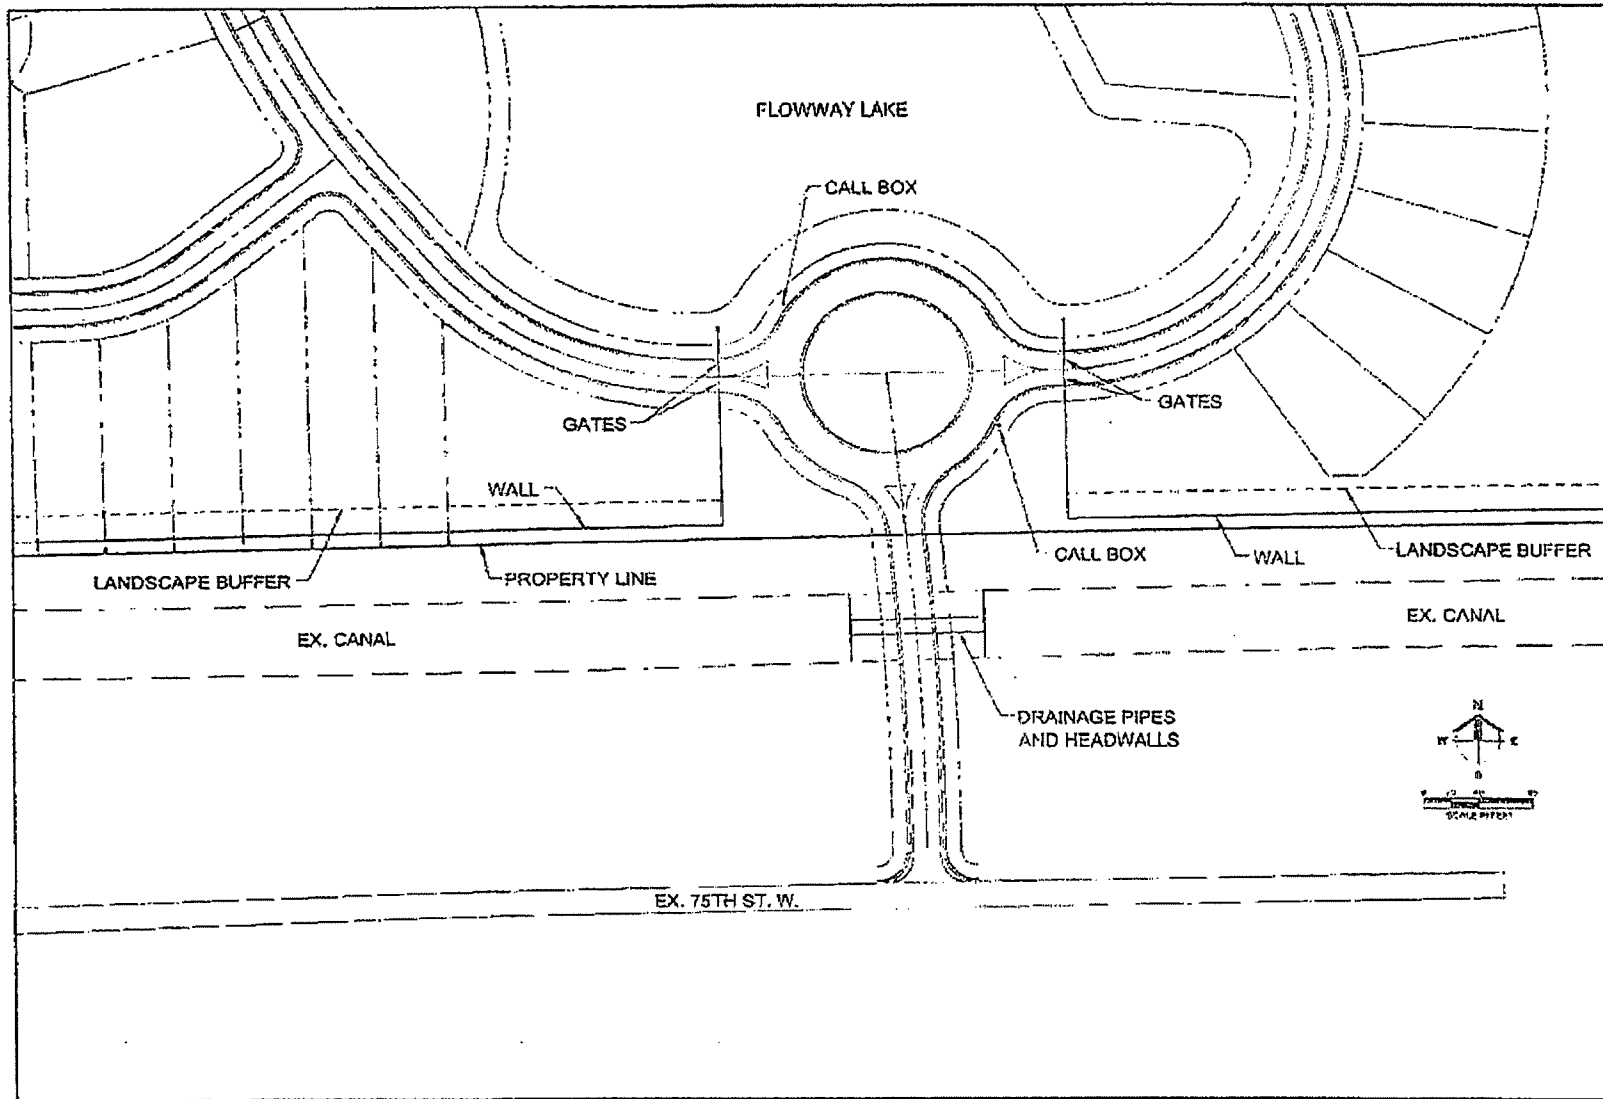 FLOWWAY LAKE
CALL BOX
GATES
GATES
WALL
LANDSCAPE BUFFER
PROPERTY LINE
CALL BOX
WALL
LANDSCAPE BUFFER
EX. CANAL
EX. CANAL
DRAINAGE PIPES
AND HEADWALLS
N
EX. 75TH ST. W.